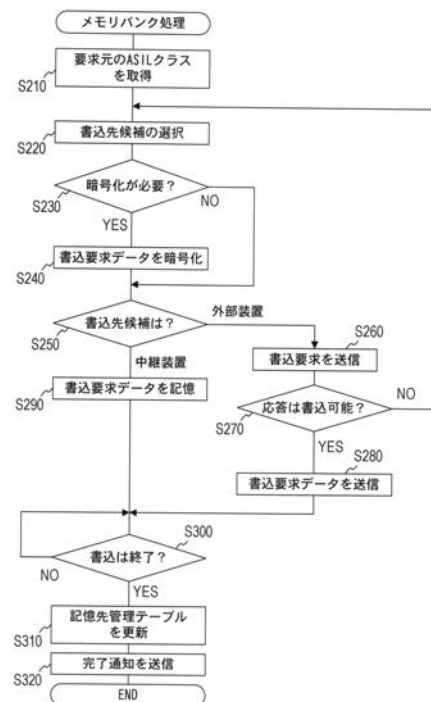 メモリバンク処理
要求元のASILクラス
を取得
S210
書込先候補の選択
S220
暗号化が必要?
S230
NO
YES
書込要求データを暗号化
S240
書込先候補は?
S250
外部装置
中継装置
S260
書込要求を送信
書込要求データを記憶
S290
応答は書込可能?
S270
NO
YES
S280
書込要求データを送信
S300
書込は終了?
NO
YES
記憶先管理テーブル
を更新
S310
完了通知を送信
S320
END